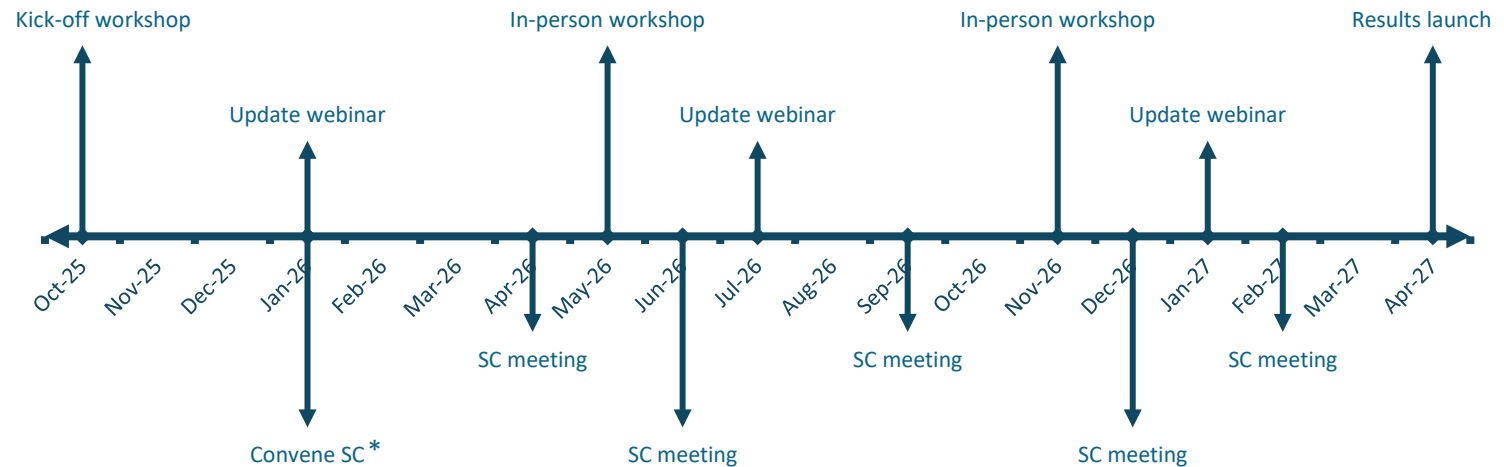 Kick-off workshop
In-person workshop
In-person workshop
Results launch
Update webinar
Update webinar
Update webinar
Oct-25
Nov-25
Dec-25
Jan-26
Feb-26
Mar-26
Apr-26
May-26
Jun-26
Jul-26
Aug-26
Sep-26
Oct-26
Nov-26
Dec-26
Jan-27
Feb-27
Mar-27
Apr-27
SC meeting
SC meeting
SC meeting
Convene SC*
SC meeting
SC meeting